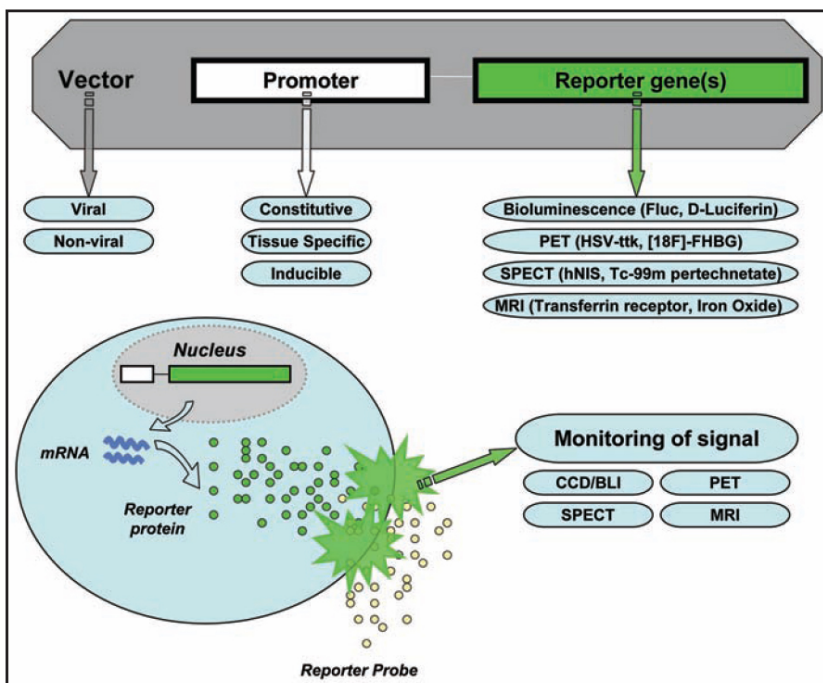 Vector
Promoter
Reporter gene(s)
Viral
Non-viral
Constitutive
Tissue Specific
Inducible
Bioluminescence (Fluc, D-Luciferin)
PET (HSV-ttk, [18F]-FHBG)
SPECT (hNIS, Tc-99m pertechnetate)
MRI (Transferrin receptor, Iron Oxide)
Nucleus
mRNA
Reporter
protein
Reporter Probe
Monitoring of signal
CCD/BLI
PET
SPECT
MRI